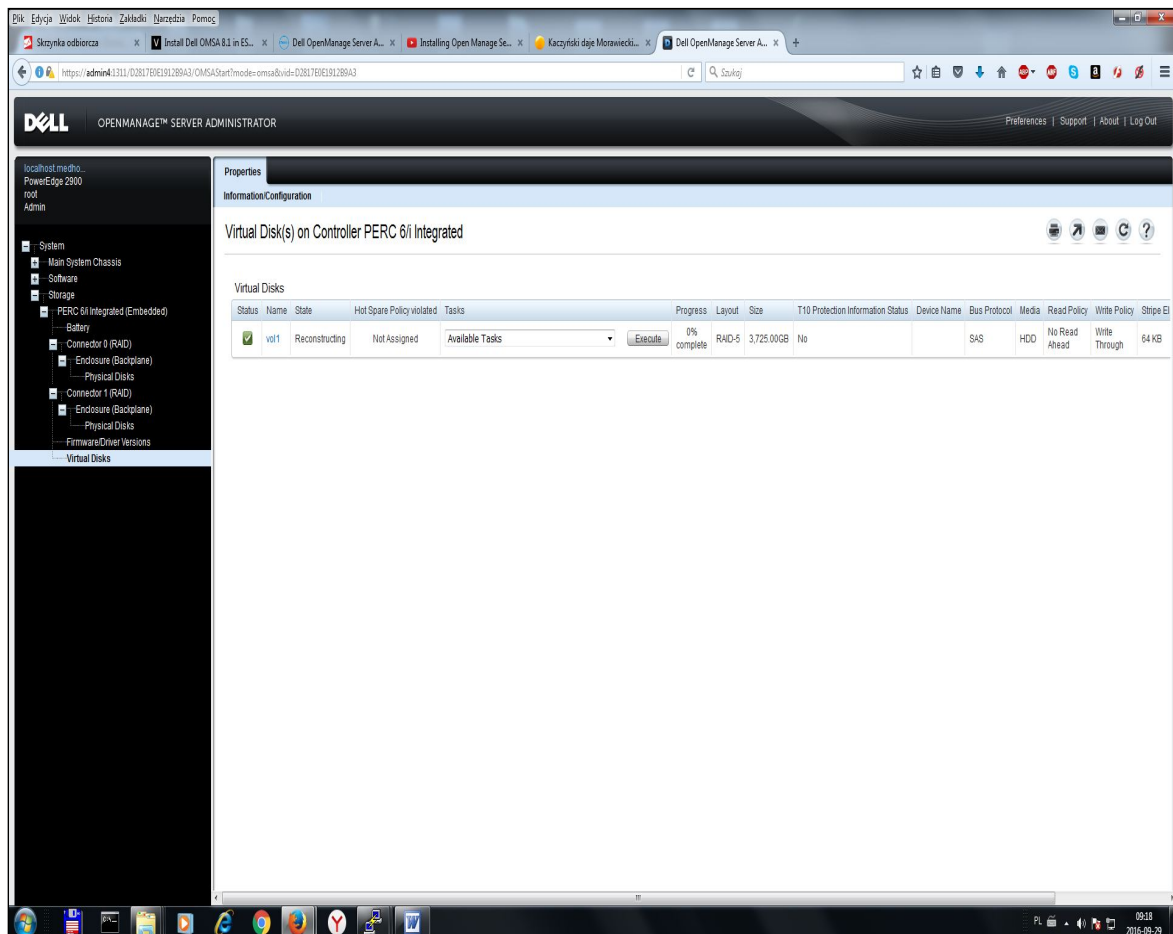 Plik Edycja Widok Historia Zakładki Narzędzia Pomoc
Skrzynka odbiorcza x Install Dell OMSA 8.1 in ES... x Dell OpenManage Server A... x Installing Open Manage Se... x Kaczyński daje Morawiecki... x Dell OpenManage Server A... x +
https://admin4:1311/D2817E0E1912B9A3/OMSAStart?mode=omsa&vid=D2817E0E1912B9A3 Szukaj
DELL OPENMANAGE™ SERVER ADMINISTRATOR Preferences | Support | About | Log Out
localhost.medho...
PowerEdge 2900
root
Admin
System
Main System Chassis
Software
Storage
PERC 6/i Integrated (Embedded)
Battery
Connector 0 (RAID)
Enclosure (Backplane)
Physical Disks
Connector 1 (RAID)
Enclosure (Backplane)
Physical Disks
Firmware/Driver Versions
Virtual Disks
Properties
Information/Configuration
Virtual Disk(s) on Controller PERC 6/i Integrated
Virtual Disks
Status Name State Hot Spare Policy violated Tasks Progress Layout Size T10 Protection Information Status Device Name Bus Protocol Media Read Policy Write Policy Stripe El
vol1 Reconstructing Not Assigned Available Tasks Execute 0% complete RAID-5 3,725.00GB No SAS HDD No Read Ahead Write Through 64 KB
PL 09:18
2016-09-29